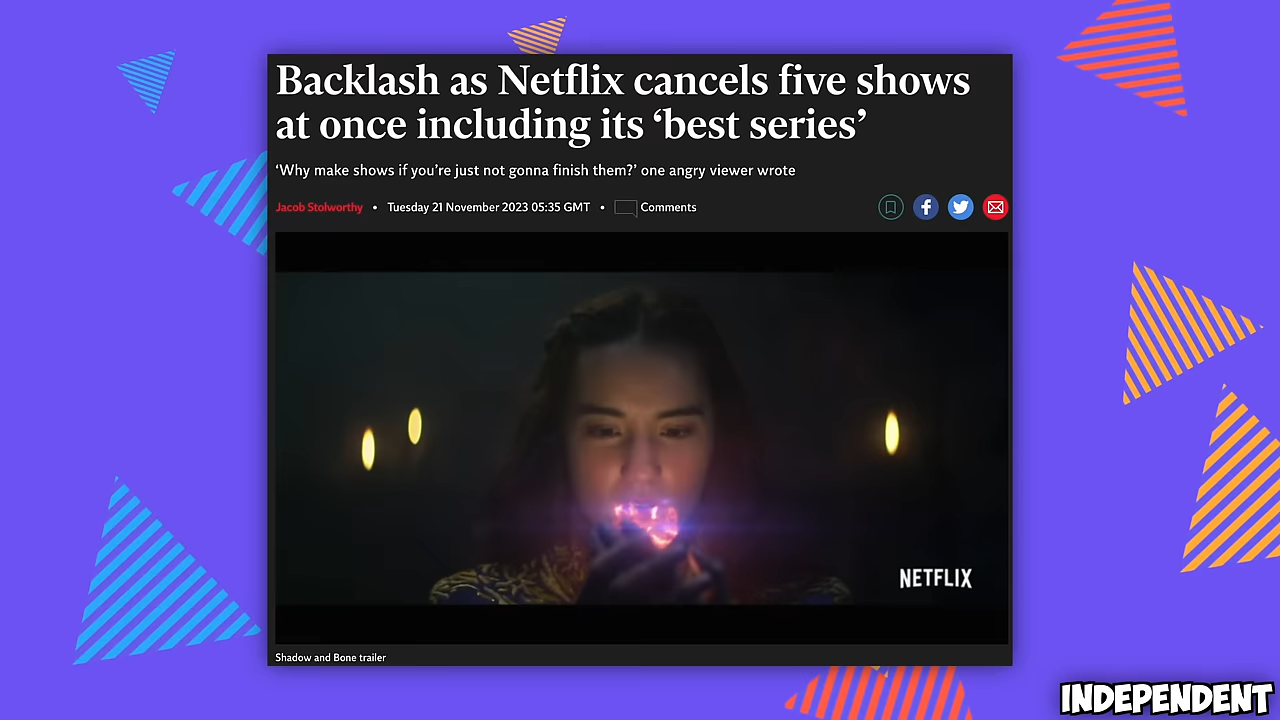 Backlash as Netflix cancels five shows
at once including its ‘best series’
‘Why make shows if you’re just not gonna finish them?’ one angry viewer wrote
Jacob Stolworthy • Tuesday 21 November 2023 05:35 GMT • Comments
NETFLIX
Shadow and Bone trailer
INDEPENDENT